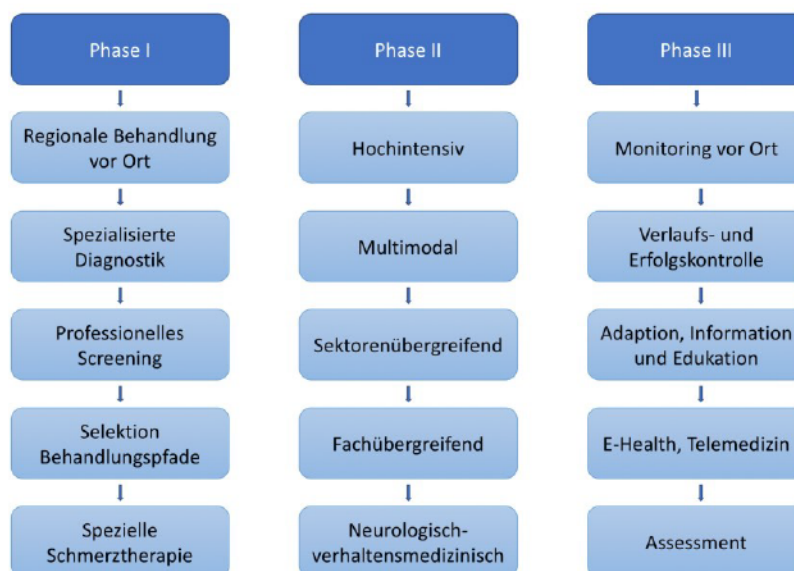 Phase I
Regionale Behandlung
vor Ort
Spezialisierte
Diagnostik
Professionelles
Screening
Selektion
Behandlungspfade
Spezielle
Schmerztherapie
Phase II
Hochintensiv
Multimodal
Sektorenübergreifend
Fachübergreifend
Neurologisch-
verhaltensmedizinisch
Phase III
Monitoring vor Ort
Verlaufs- und
Erfolgskontrolle
Adaption, Information
und Edukation
E-Health, Telemedizin
Assessment